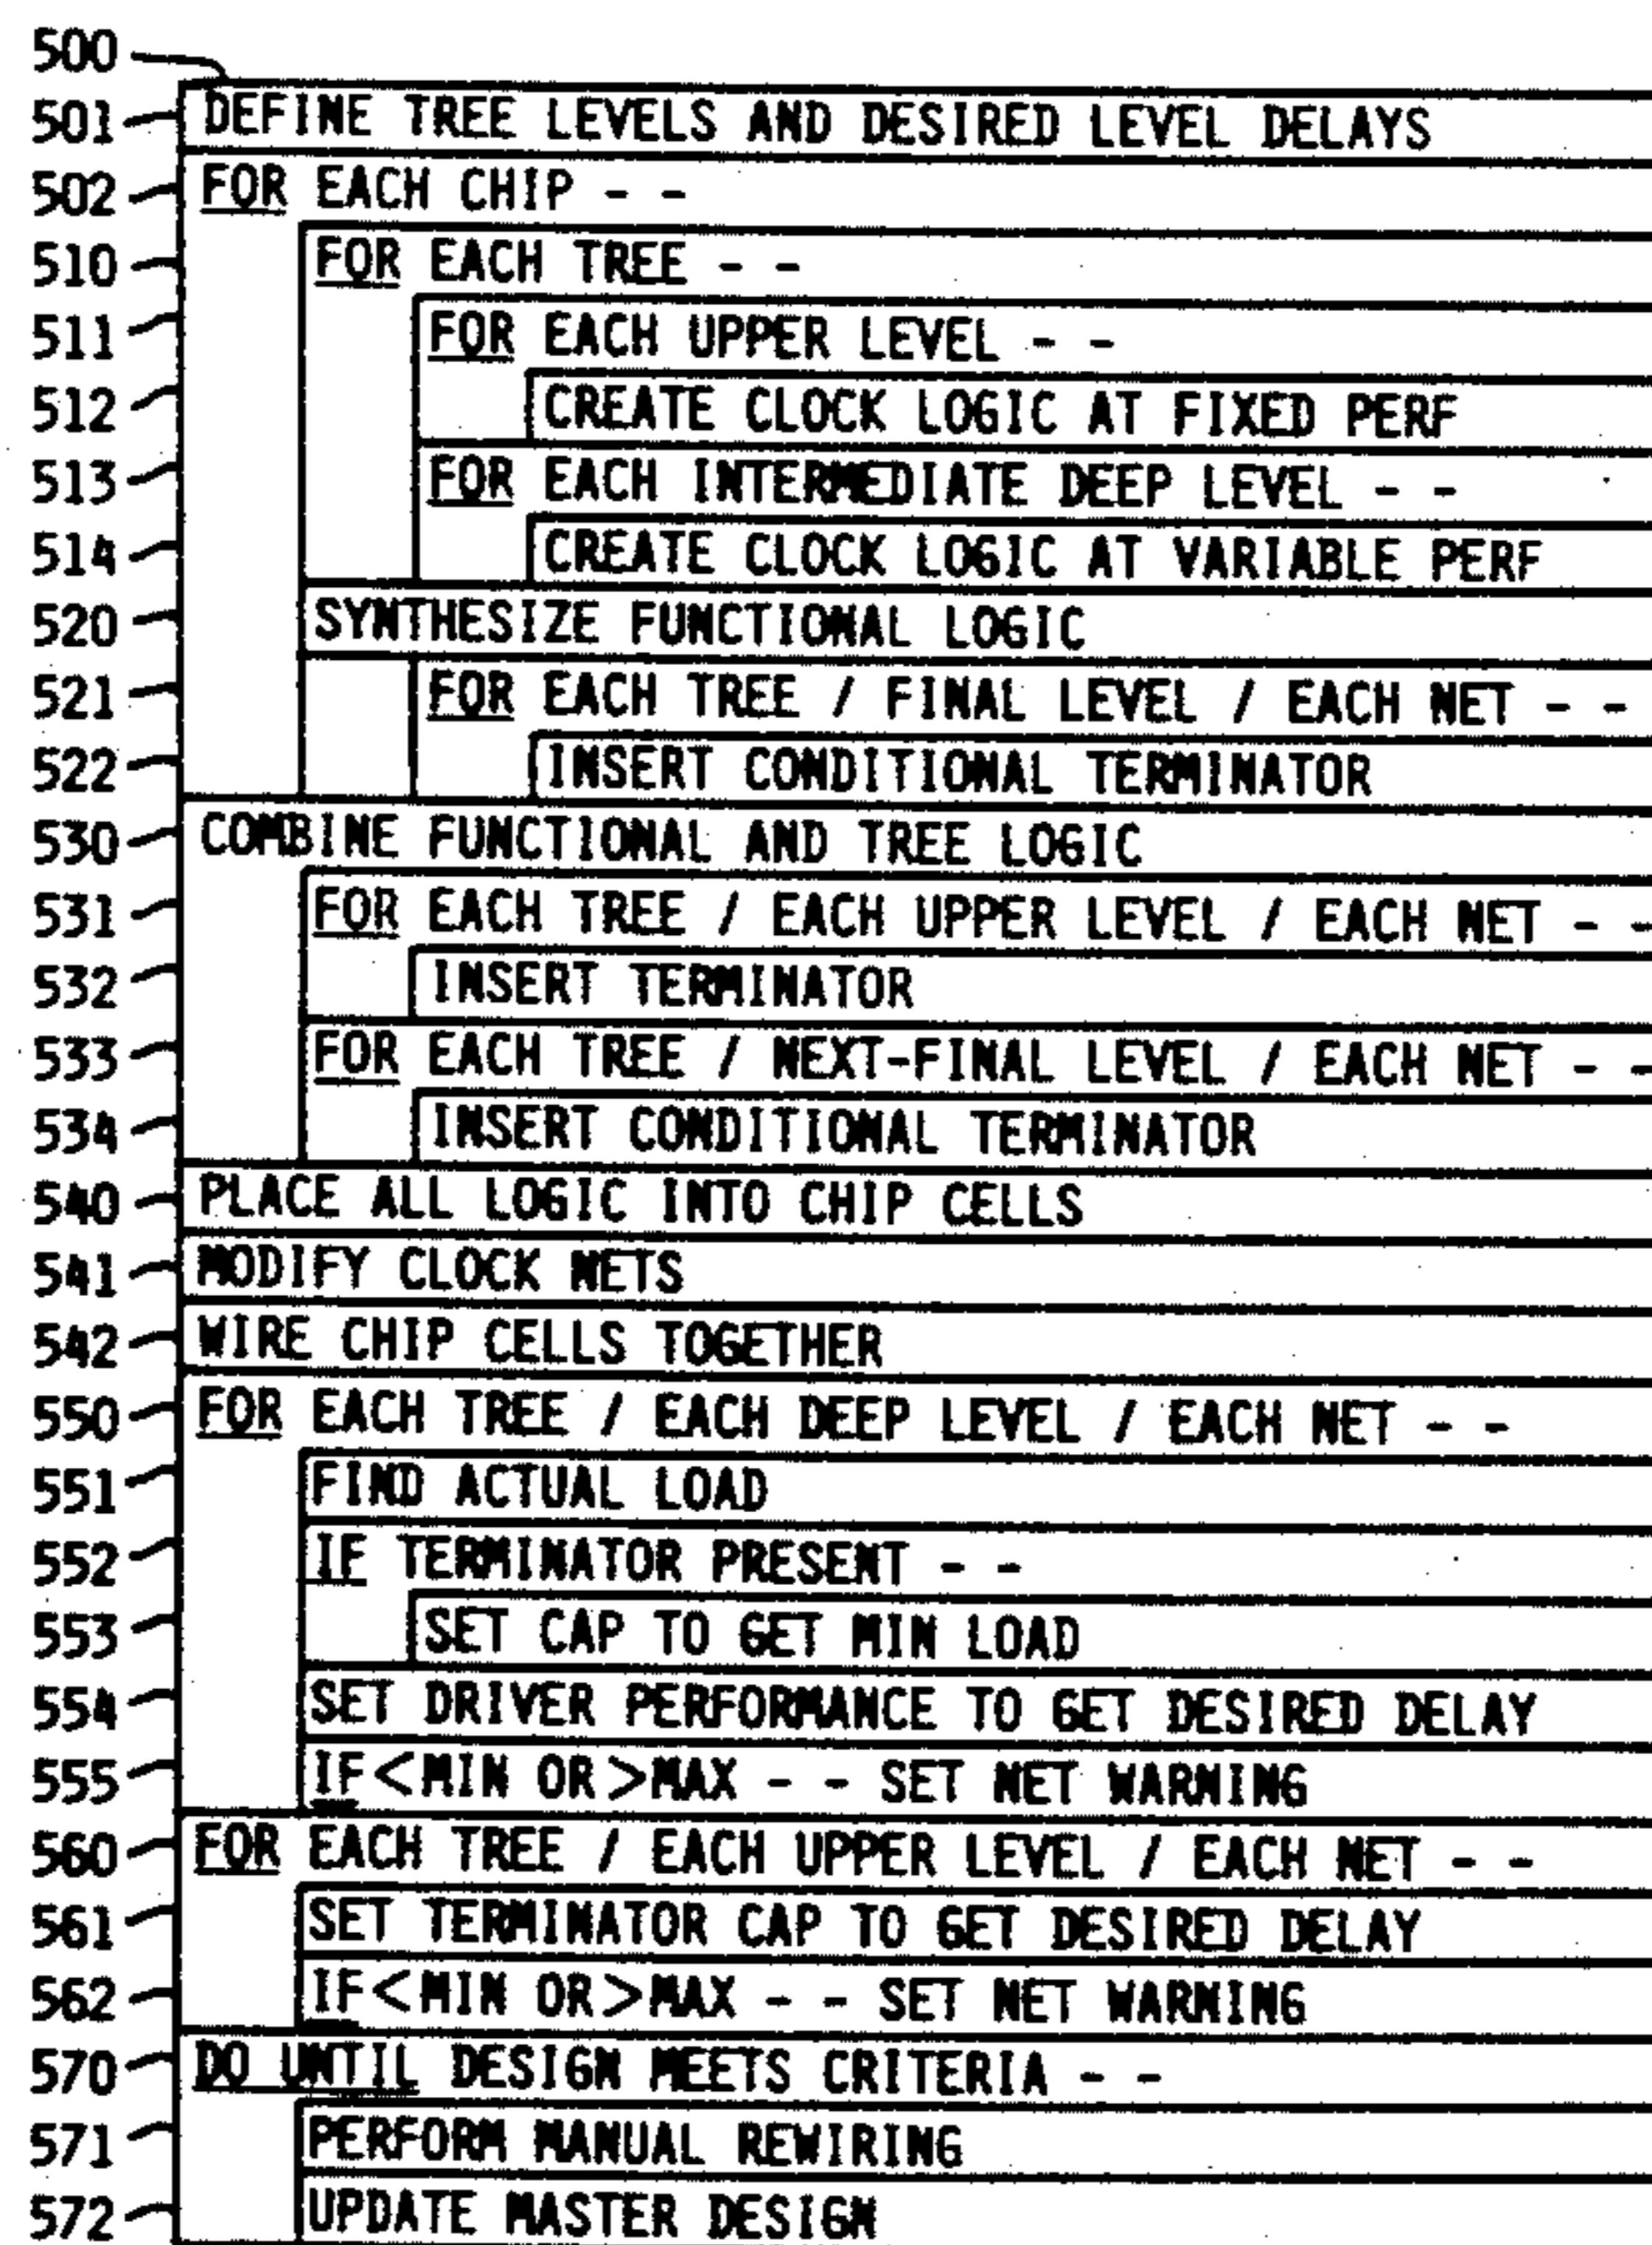 500
501 DEFINE TREE LEVELS AND DESIRED LEVEL DELAYS
502 FOR EACH CHIP - -
510 FOR EACH TREE - -
511 FOR EACH UPPER LEVEL - -
512 CREATE CLOCK LOGIC AT FIXED PERF
513 FOR EACH INTERMEDIATE DEEP LEVEL - -
514 CREATE CLOCK LOGIC AT VARIABLE PERF
520 SYNTHESIZE FUNCTIONAL LOGIC
521 FOR EACH TREE / FINAL LEVEL / EACH NET - -
522 INSERT CONDITIONAL TERMINATOR
530 COMBINE FUNCTIONAL AND TREE LOGIC
531 FOR EACH TREE / EACH UPPER LEVEL / EACH NET - -
532 INSERT TERMINATOR
533 FOR EACH TREE / NEXT-FINAL LEVEL / EACH NET - -
534 INSERT CONDITIONAL TERMINATOR
540 PLACE ALL LOGIC INTO CHIP CELLS
541 MODIFY CLOCK NETS
542 WIRE CHIP CELLS TOGETHER
550 FOR EACH TREE / EACH DEEP LEVEL / EACH NET - -
551 FIND ACTUAL LOAD
552 IF TERMINATOR PRESENT - -
553 SET CAP TO GET MIN LOAD
554 SET DRIVER PERFORMANCE TO GET DESIRED DELAY
555 IF<MIN OR>MAX - - SET NET WARNING
560 FOR EACH TREE / EACH UPPER LEVEL / EACH NET - -
561 SET TERMINATOR CAP TO GET DESIRED DELAY
562 IF<MIN OR>MAX - - SET NET WARNING
570 DO UNTIL DESIGN MEETS CRITERIA - -
571 PERFORM MANUAL REWIRING
572 UPDATE MASTER DESIGN